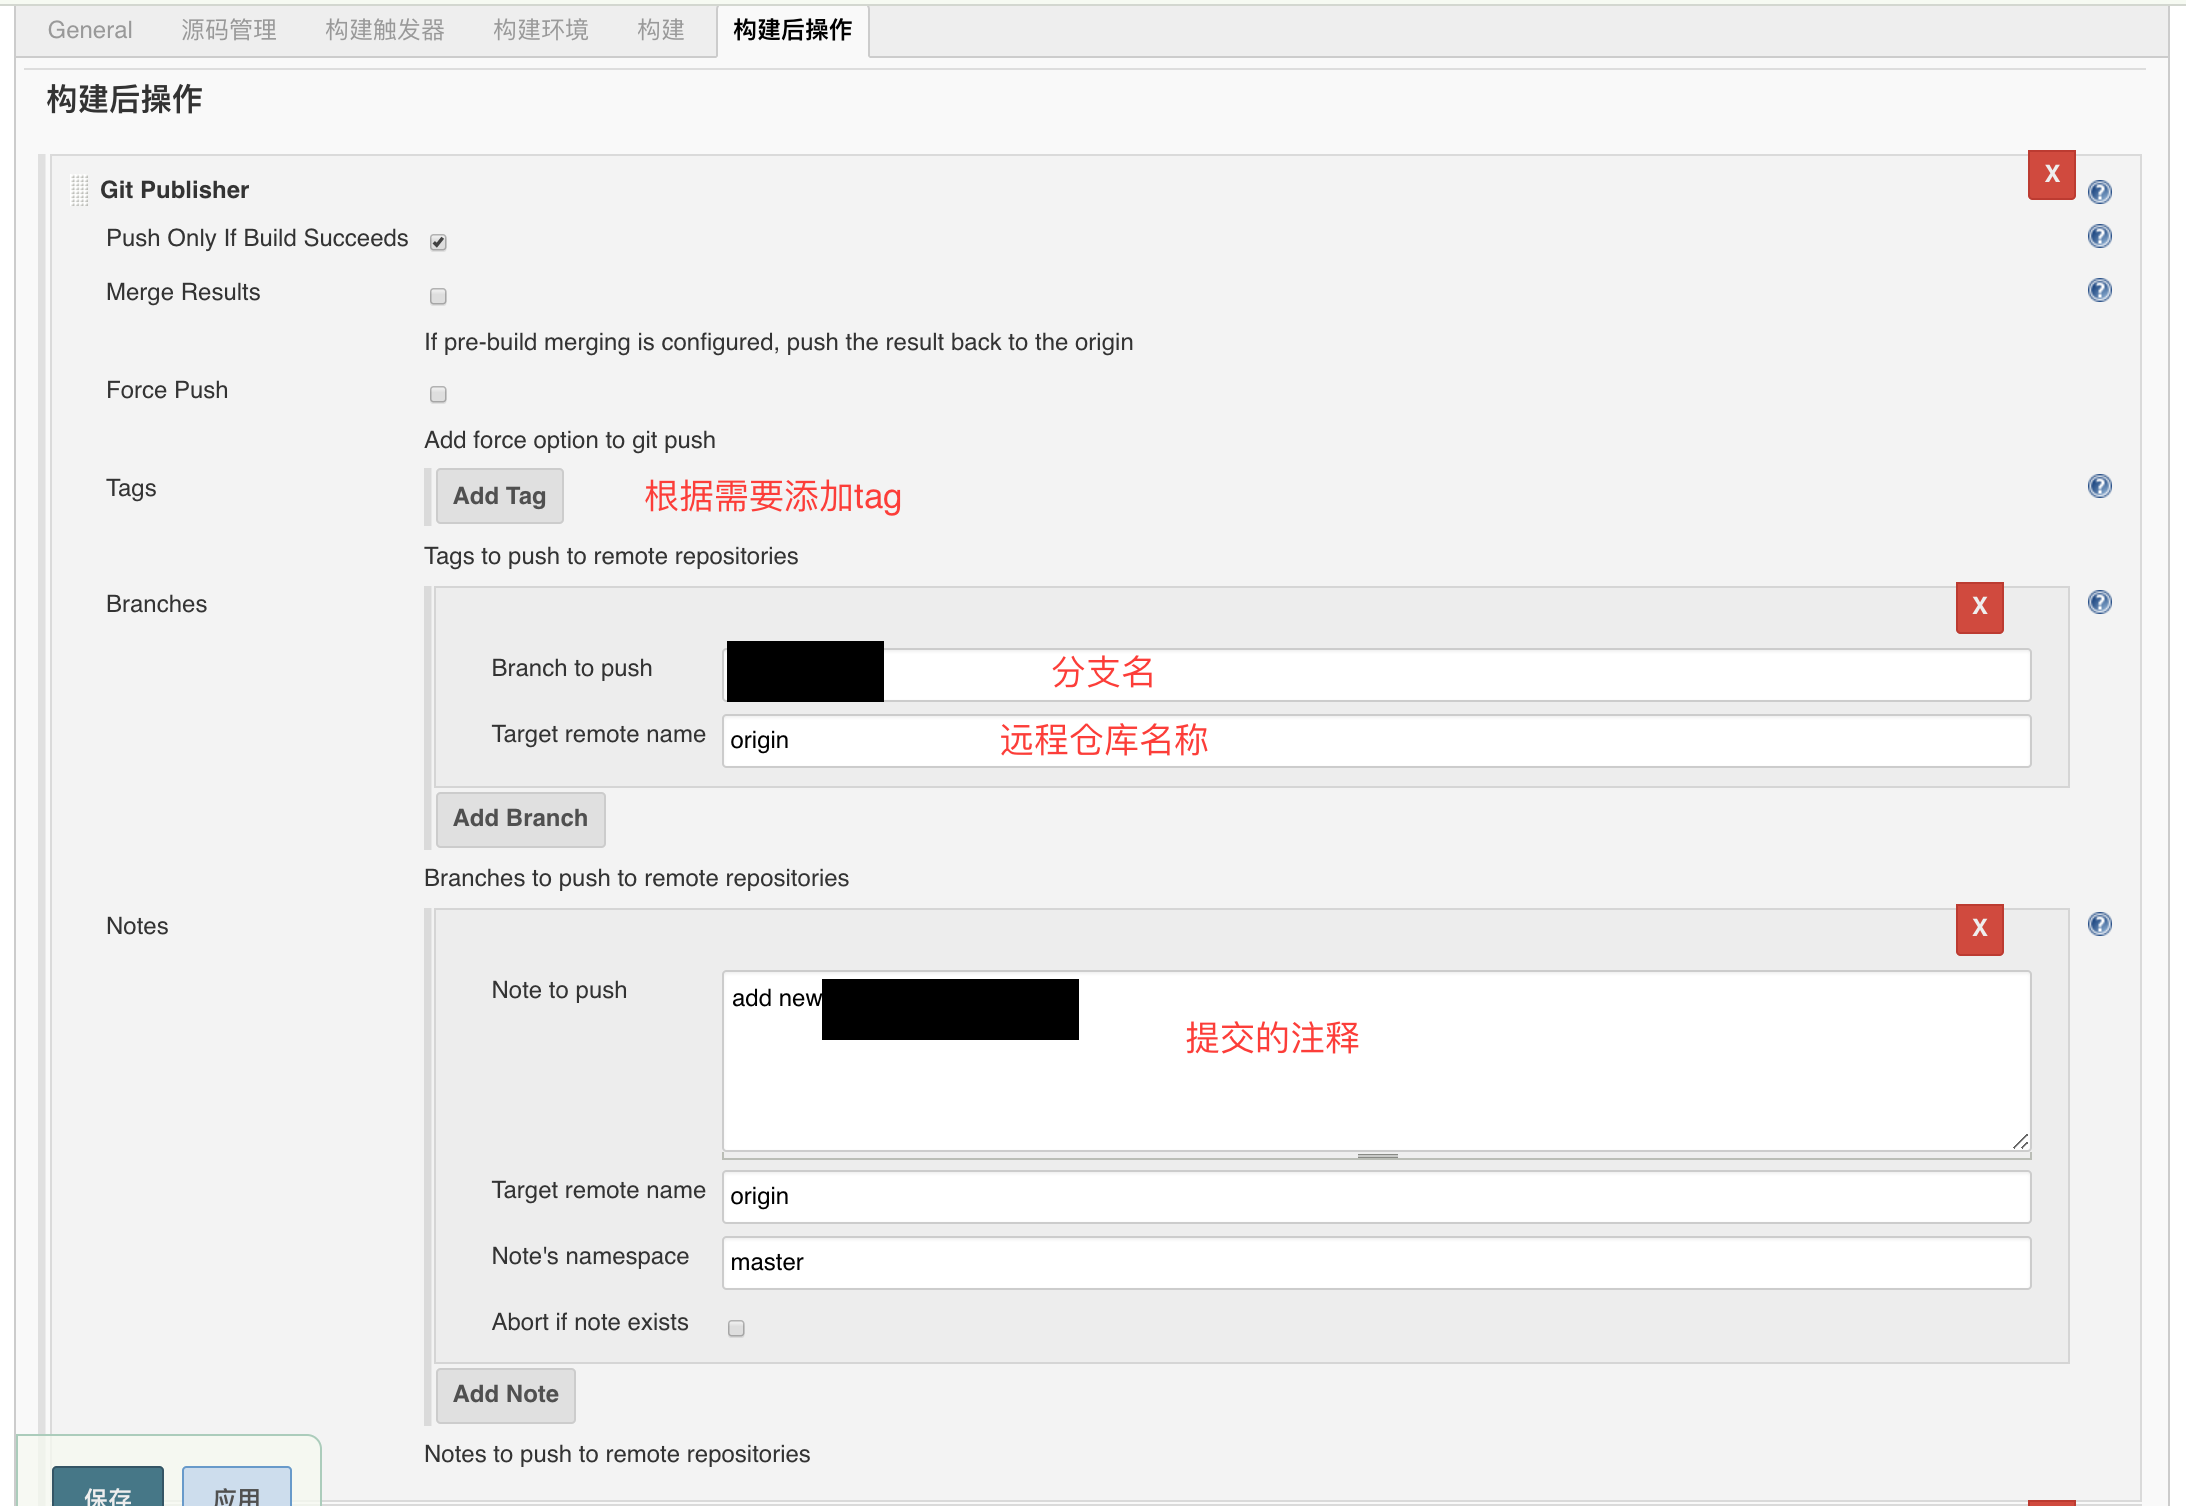 General 源码管理 构建触发器 构建环境 构建 构建后操作
构建后操作
Git Publisher X
Push Only If Build Succeeds
Merge Results
If pre-build merging is configured, push the result back to the origin
Force Push
Add force option to git push
Tags Add Tag 根据需要添加tag
Tags to push to remote repositories
Branches X
Branch to push 分支名
Target remote name origin 远程仓库名称
Add Branch
Branches to push to remote repositories
Notes X
Note to push add new
提交的注释
Target remote name origin
Note's namespace master
Abort if note exists
Add Note
Notes to push to remote repositories
保存 应用